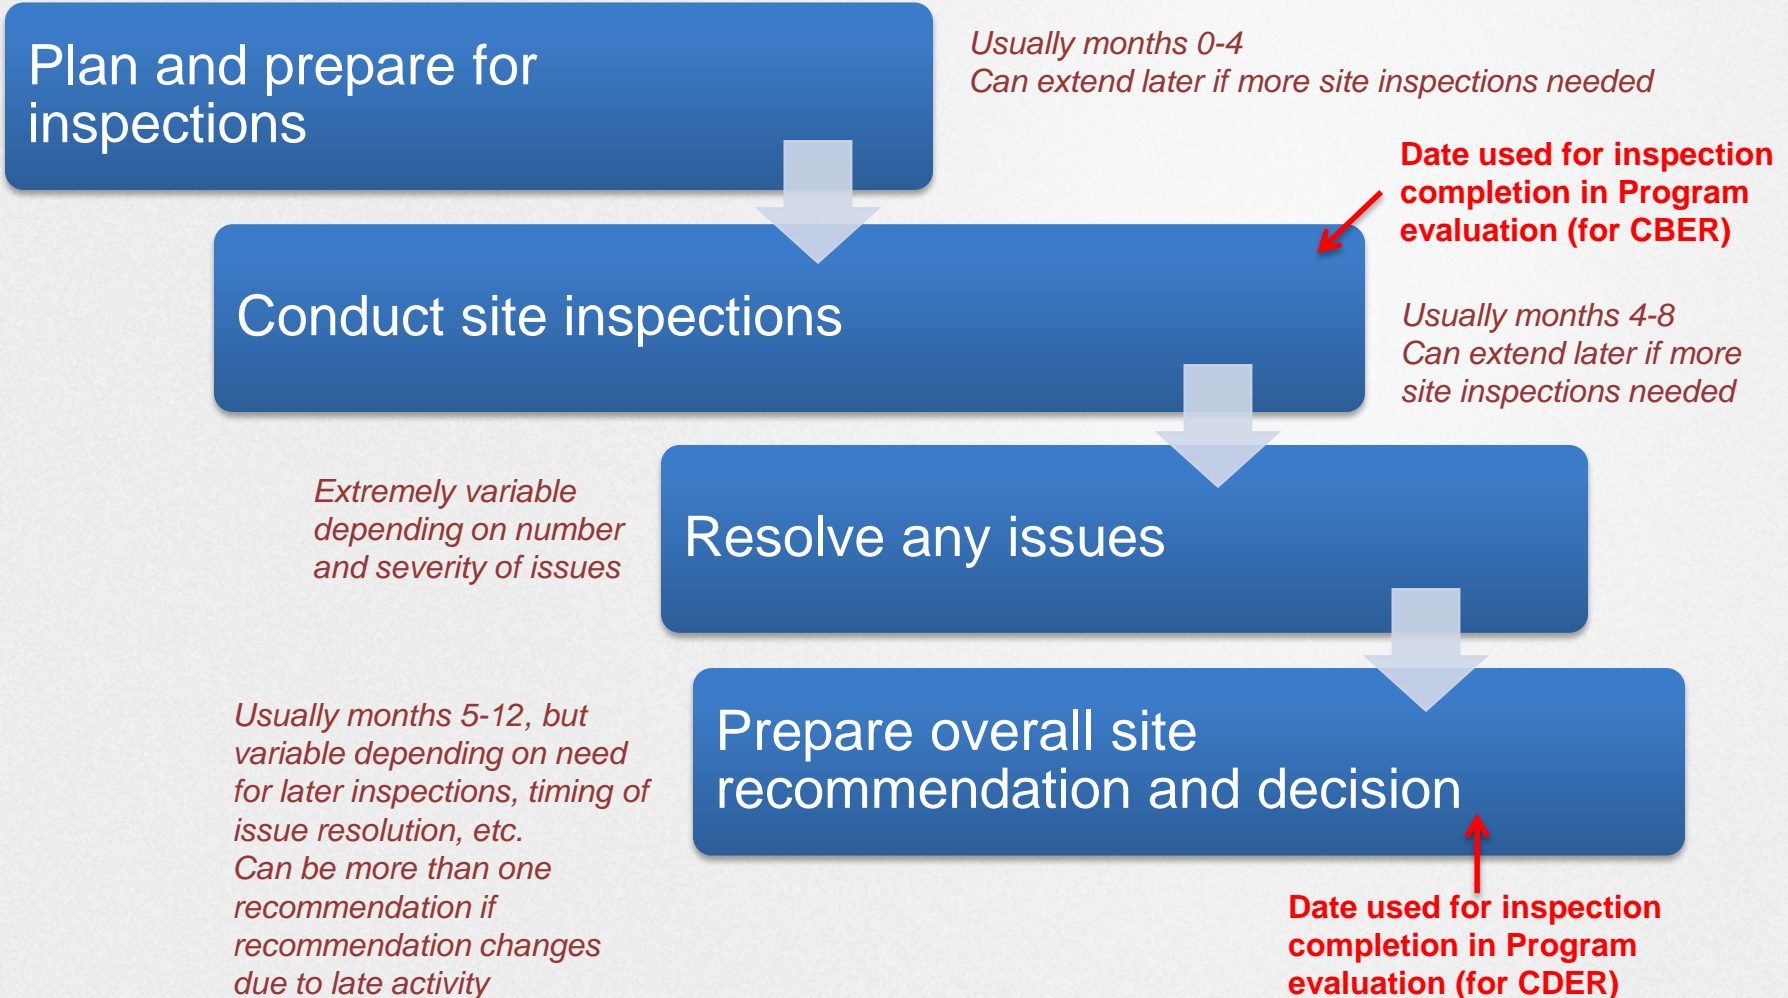 Plan and prepare for
inspections
Usually months 0-4
Can extend later if more site inspections needed
Date used for inspection
completion in Program
evaluation (for CBER)
Conduct site inspections
Usually months 4-8
Can extend later if more
site inspections needed
Extremely variable
depending on number
and severity of issues
Resolve any issues
Usually months 5-12, but
variable depending on need
for later inspections, timing of
issue resolution, etc.
Can be more than one
recommendation if
recommendation changes
due to late activity
Prepare overall site
recommendation and decision
Date used for inspection
completion in Program
evaluation (for CDER)